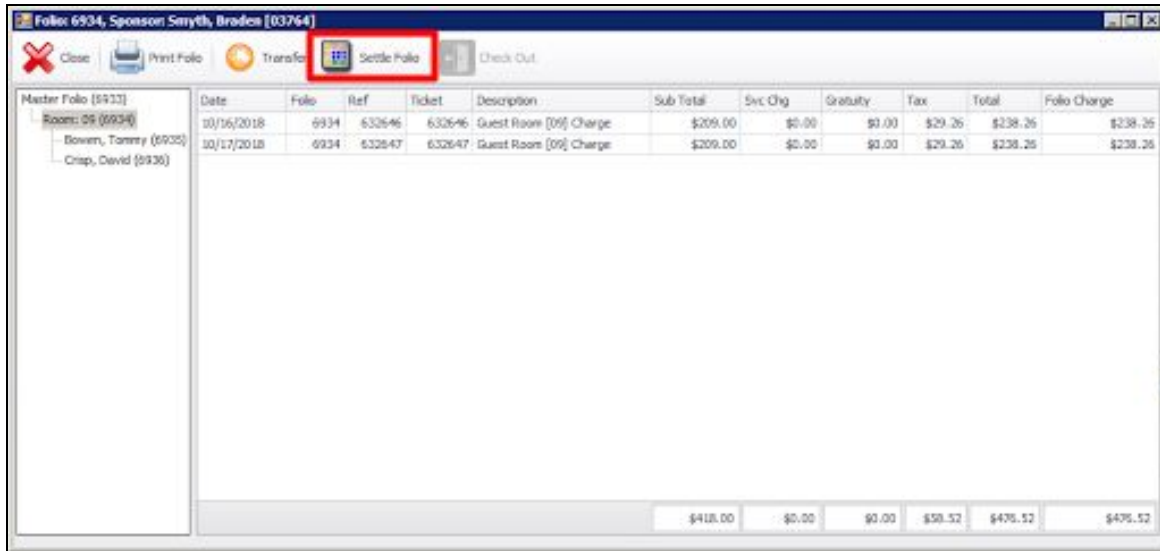 Folio: 6934, Sponsor: Smyth, Braden [03764]
Close Print Folio Transfer Settle Folio Check Out
Master Folio (6933) Date Folio Ref Ticket Description Sub Total Svc Chg Gratuity Tax Total Folio Charge
Room: 09 (6934) 10/16/2018 6934 632646 632646 Guest Room [09] Charge $209.00 $0.00 $0.00 $29.26 $238.26 $238.26
Bowen, Tommy (6935) 10/17/2018 6934 632647 632647 Guest Room [09] Charge $209.00 $0.00 $0.00 $29.26 $238.26 $238.26
Crisp, David (6936)
$418.00 $0.00 $0.00 $58.52 $476.52 $476.52